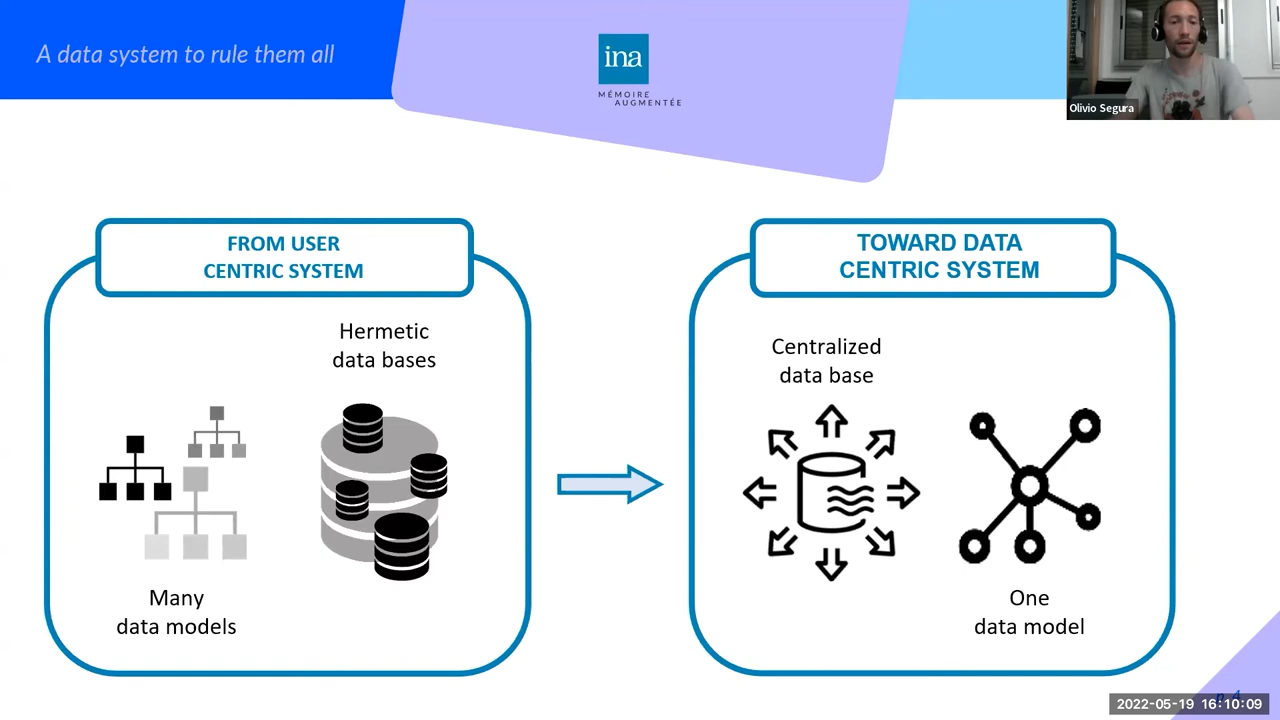 A data system to rule them all
ina
MÉMOIRE
AUGMENTÉE
Olivio Segura
FROM USER
CENTRIC SYSTEM
Hermetic
data bases
Many
data models
TOWARD DATA
CENTRIC SYSTEM
Centralized
data base
One
data model
p. 4
2022-05-19 16:10:09